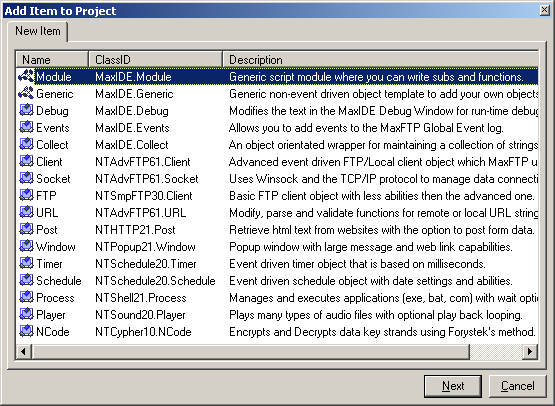 Add Item to Project
New Item
Name ClassID Description
Module MaxIDE.Module Generic script module where you can write subs and functions.
Generic MaxIDE.Generic Generic non-event driven object template to add your own objects
Debug MaxIDE.Debug Modifies the text in the MaxIDE Debug Window for run-time debug
Events MaxIDE.Events Allows you to add events to the MaxFTP Global Event log.
Collect MaxIDE.Collect An object orientated wrapper for maintaining a collection of strings
Client NTAdvFTP61.Client Advanced event driven FTP/Local client object which MaxFTP u
Socket NTAdvFTP61.Socket Uses Winsock and the TCP/IP protocol to manage data connecti
FTP NTSmpFTP30.Client Basic FTP client object with less abilities then the advanced one.
URL NTAdvFTP61.URL Modify, parse and validate functions for remote or local URL string
Post NTHTTP21.Post Retrieve html text from websites with the option to post form data.
Window NTPopup21.Window Popup window with large message and web link capabilities.
Timer NTSchedule20.Timer Event driven timer object that is based on milliseconds.
Schedule NTSchedule20.Schedule Event driven schedule object with date settings and abilities.
Process NTShell21.Process Manages and executes applications (exe, bat, com) with wait optio
Player NTSound20.Player Plays many types of audio files with optional play back looping.
NCode NTCypher10.NCode Encrypts and Decrypts data key strands using Forystek's method.
Next Cancel